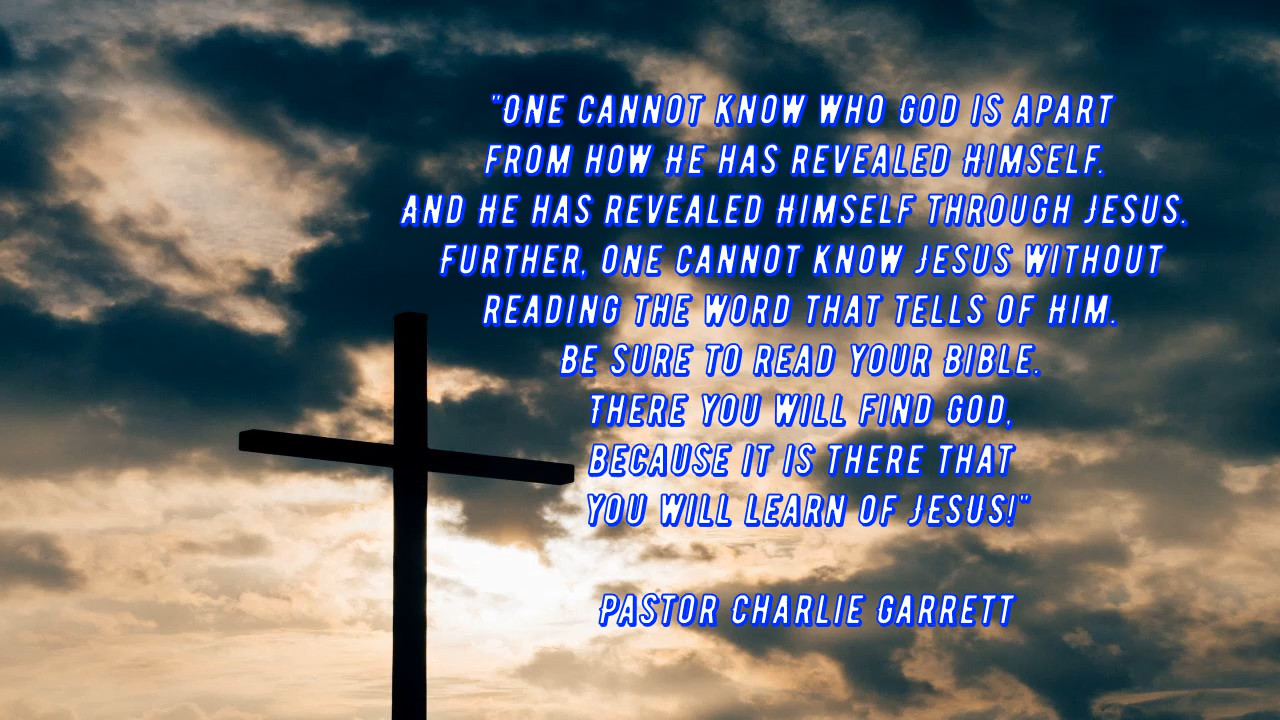 "One cannot know who God is apart
from how He has revealed Himself.
And He has revealed Himself through Jesus.
Further, one cannot know Jesus without
reading the word that tells of Him.
Be sure to read your Bible.
There you will find God,
because it is there that
you will learn of Jesus!"
Pastor Charlie Garrett